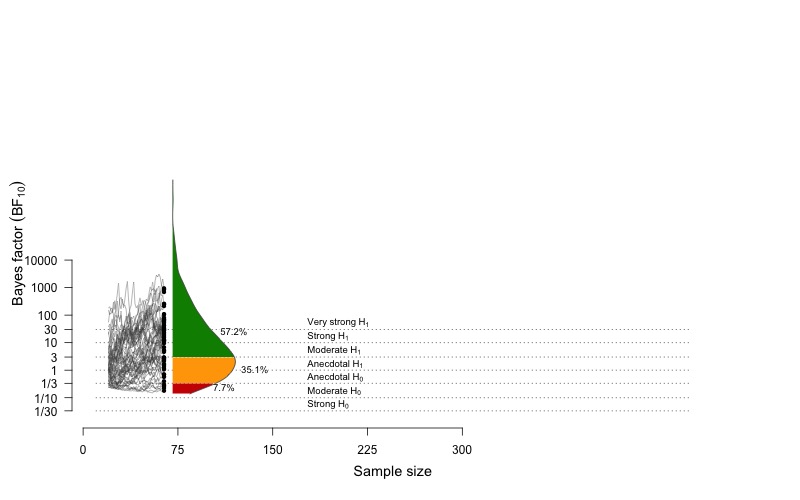 Bayes factor (BF₁₀)
10000
1000
100
30
10
3
1
1/3
1/10
1/30
57.2%
35.1%
7.7%
Very strong H₁
Strong H₁
Moderate H₁
Anecdotal H₁
Anecdotal H₀
Moderate H₀
Strong H₀
0 75 150 225 300
Sample size